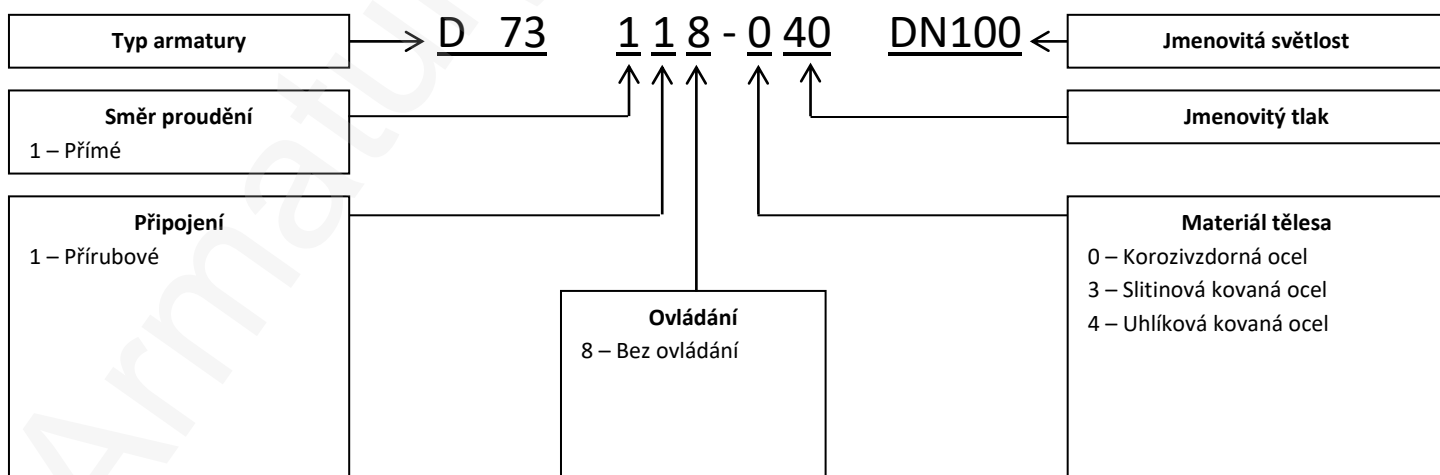 Typ armatury
D 73 1 1 8 - 0 40 DN100
Jmenovitá světlost
Směr proudění
1 – Přímé
Jmenovitý tlak
Připojení
1 – Přírubové
Ovládání
8 – Bez ovládání
Materiál tělesa
0 – Korozivzdorná ocel
3 – Slitinová kovaná ocel
4 – Uhlíková kovaná ocel
Armatu